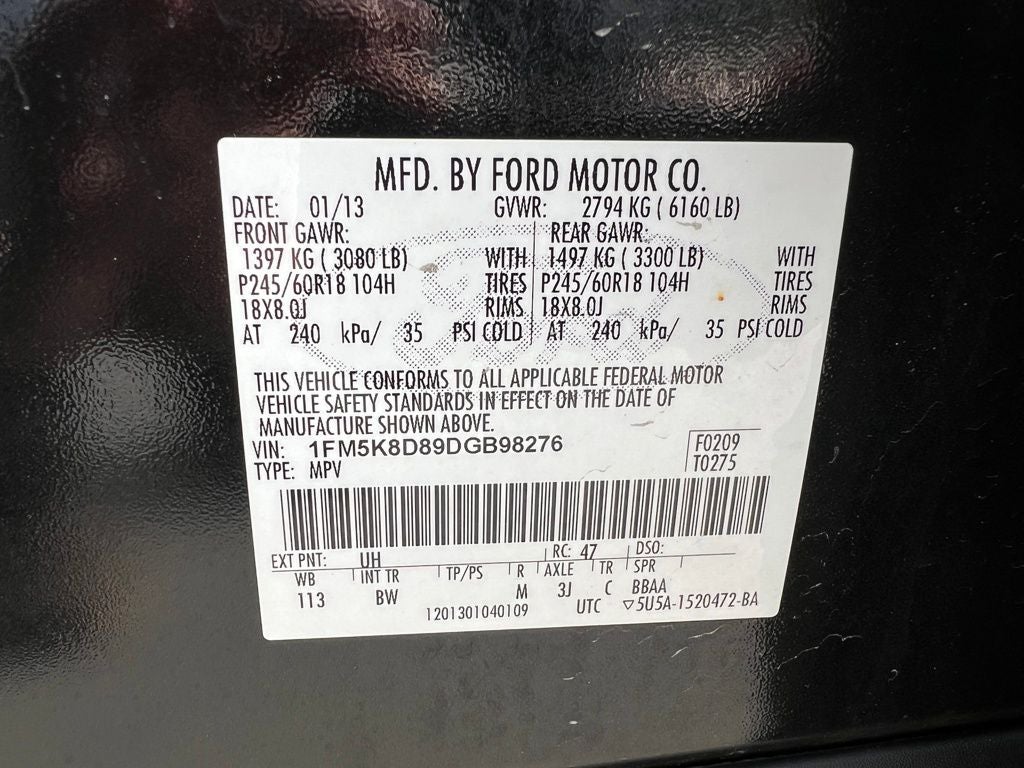 MFD. BY FORD MOTOR CO.
DATE: 01/13 GVWR: 2794 KG ( 6160 LB)
FRONT GAWR: REAR GAWR:
1397 KG ( 3080 LB) WITH 1497 KG ( 3300 LB) WITH
P245/60R18 104H TIRES P245/60R18 104H TIRES
18X8.0J RIMS 18X8.0J RIMS
AT 240 kPa/ 35 PSI COLD AT 240 kPa/ 35 PSI COLD
THIS VEHICLE CONFORMS TO ALL APPLICABLE FEDERAL MOTOR
VEHICLE SAFETY STANDARDS IN EFFECT ON THE DATE OF
MANUFACTURE SHOWN ABOVE.
VIN: 1FM5K8D89DGB98276 F0209
TYPE: MPV T0275
EXT PNT: UH RC: 47 DSO:
WB INT TR TP/PS R AXLE TR SPR
113 BW M 3J C BBAA
1201301040109 UTC ▽5U5A-1520472-BA